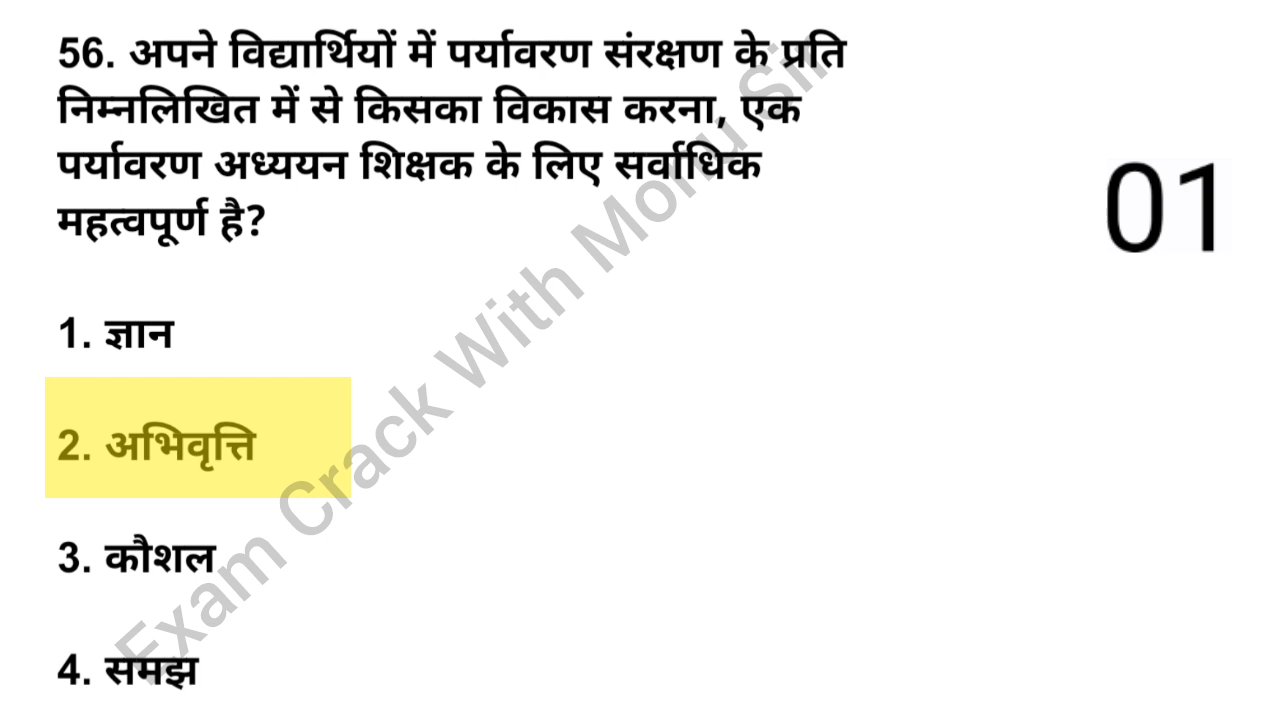 56. अपने विद्यार्थियों में पर्यावरण संरक्षण के प्रति
निम्नलिखित में से किसका विकास करना, एक
पर्यावरण अध्ययन शिक्षक के लिए सर्वाधिक
महत्वपूर्ण है?
01
1. ज्ञान
2. अभिवृत्ति
3. कौशल
4. समझ
Exam Crack With Monu Sir